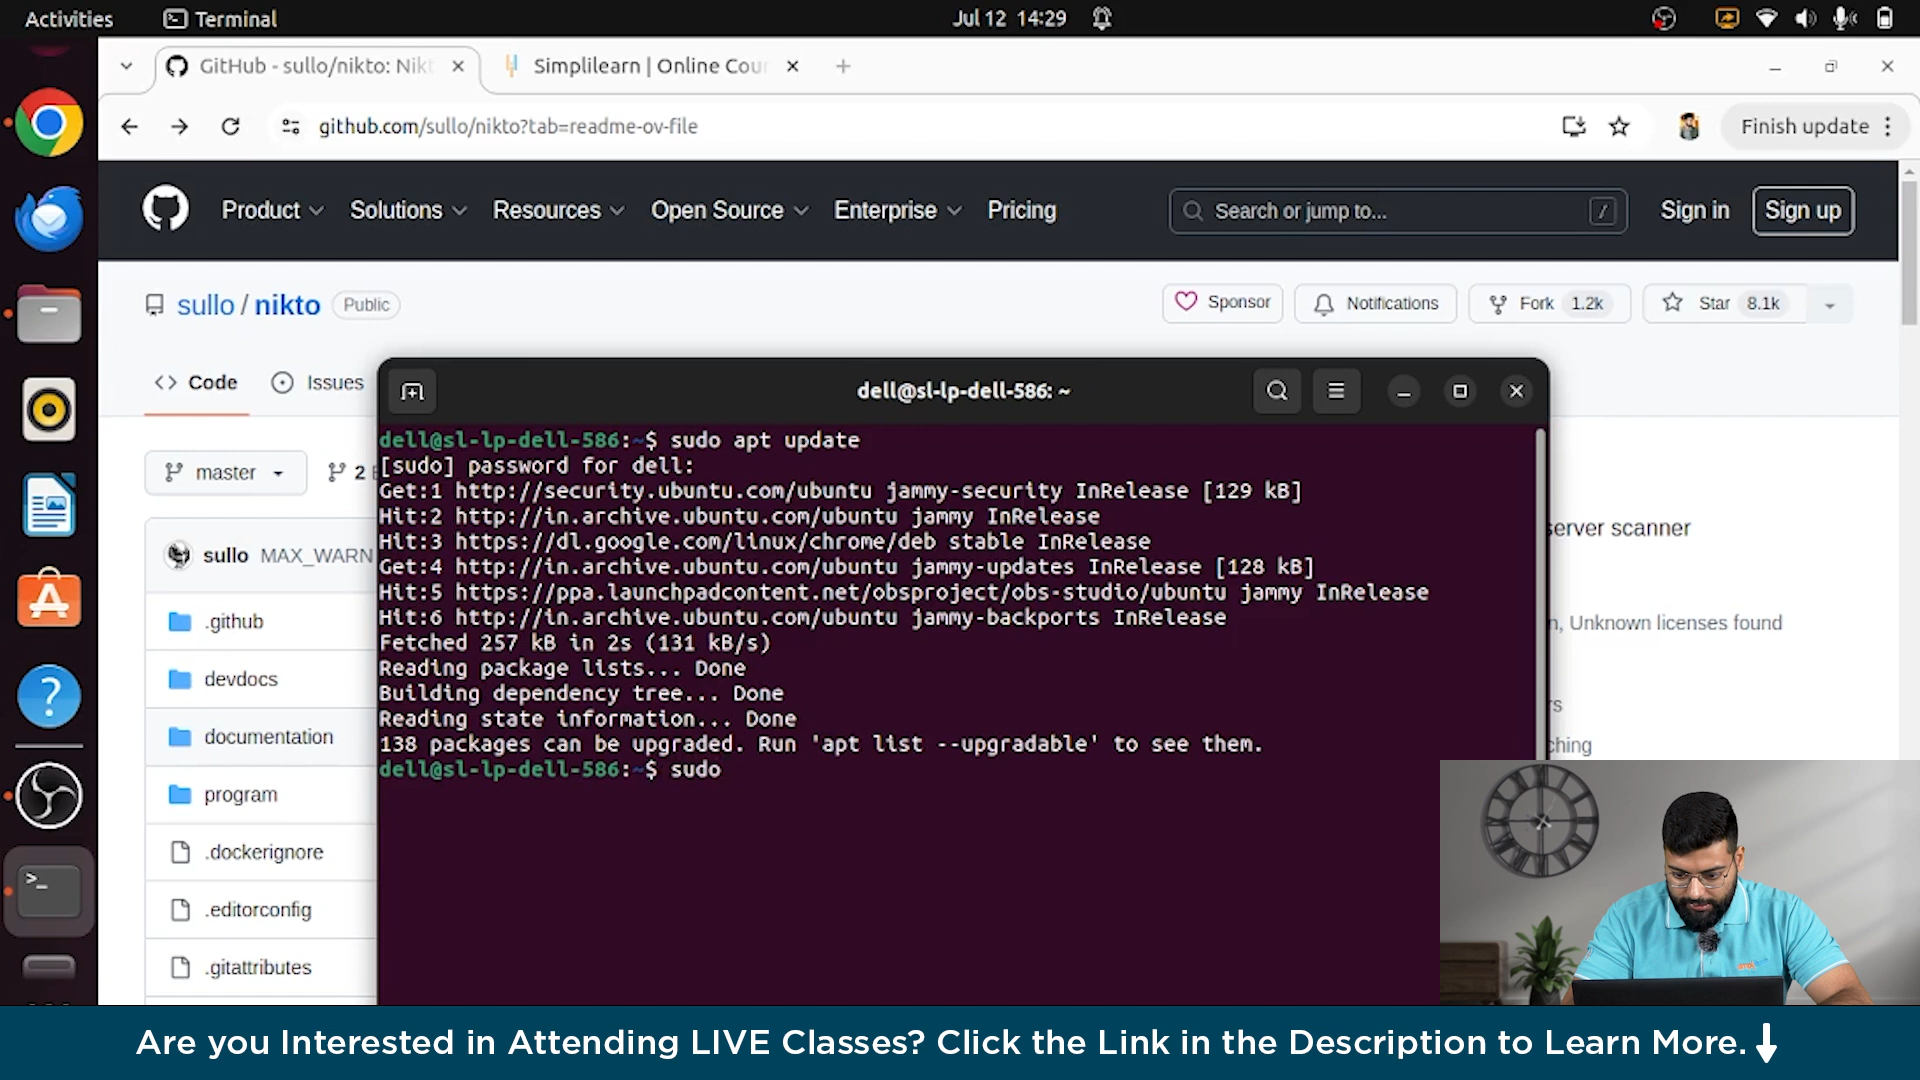 Activities
Terminal
Jul 12 14:29
GitHub - sullo/nikto: Nikt
Simplilearn | Online Cour
github.com/sullo/nikto?tab=readme-ov-file
Finish update
Product
Solutions
Resources
Open Source
Enterprise
Pricing
Search or jump to...
/
Sign in
Sign up
sullo / nikto
Public
Sponsor
Notifications
Fork 1.2k
Star 8.1k
Code
Issues
dell@sl-lp-dell-586: ~
master
2
sullo MAX_WARN
.github
devdocs
documentation
program
.dockerignore
.editorconfig
.gitattributes
dell@sl-lp-dell-586:~$ sudo apt update
[sudo] password for dell:
Get:1 http://security.ubuntu.com/ubuntu jammy-security InRelease [129 kB]
Hit:2 http://in.archive.ubuntu.com/ubuntu jammy InRelease
Hit:3 https://dl.google.com/linux/chrome/deb stable InRelease
Get:4 http://in.archive.ubuntu.com/ubuntu jammy-updates InRelease [128 kB]
Hit:5 https://ppa.launchpadcontent.net/obsproject/obs-studio/ubuntu jammy InRelease
Hit:6 http://in.archive.ubuntu.com/ubuntu jammy-backports InRelease
Fetched 257 kB in 2s (131 kB/s)
Reading package lists... Done
Building dependency tree... Done
Reading state information... Done
138 packages can be upgraded. Run 'apt list --upgradable' to see them.
dell@sl-lp-dell-586:~$ sudo
server scanner
n, Unknown licenses found
rs
ching
Are you Interested in Attending LIVE Classes? Click the Link in the Description to Learn More.